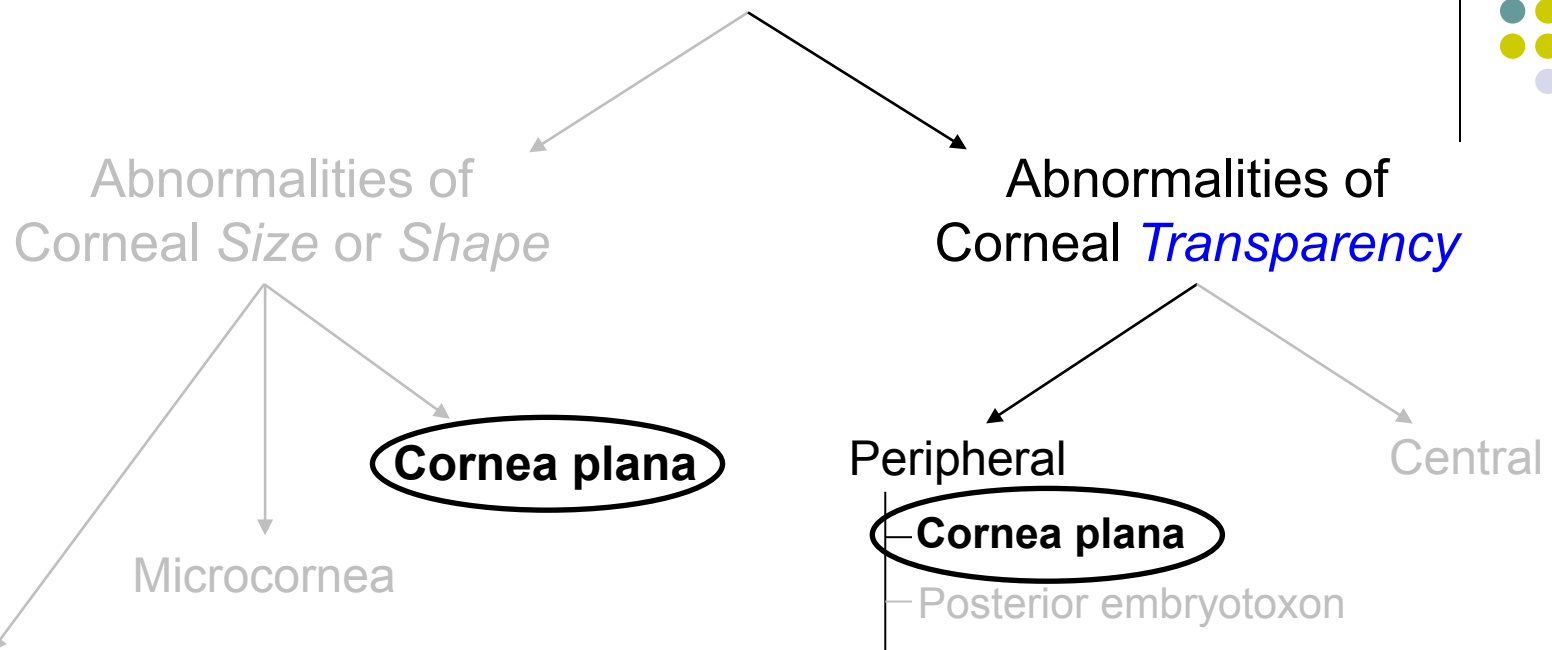 Abnormalities of
Corneal Size or Shape
Abnormalities of
Corneal Transparency
Cornea plana
Peripheral
Central
Cornea plana
Microcornea
Posterior embryotoxon